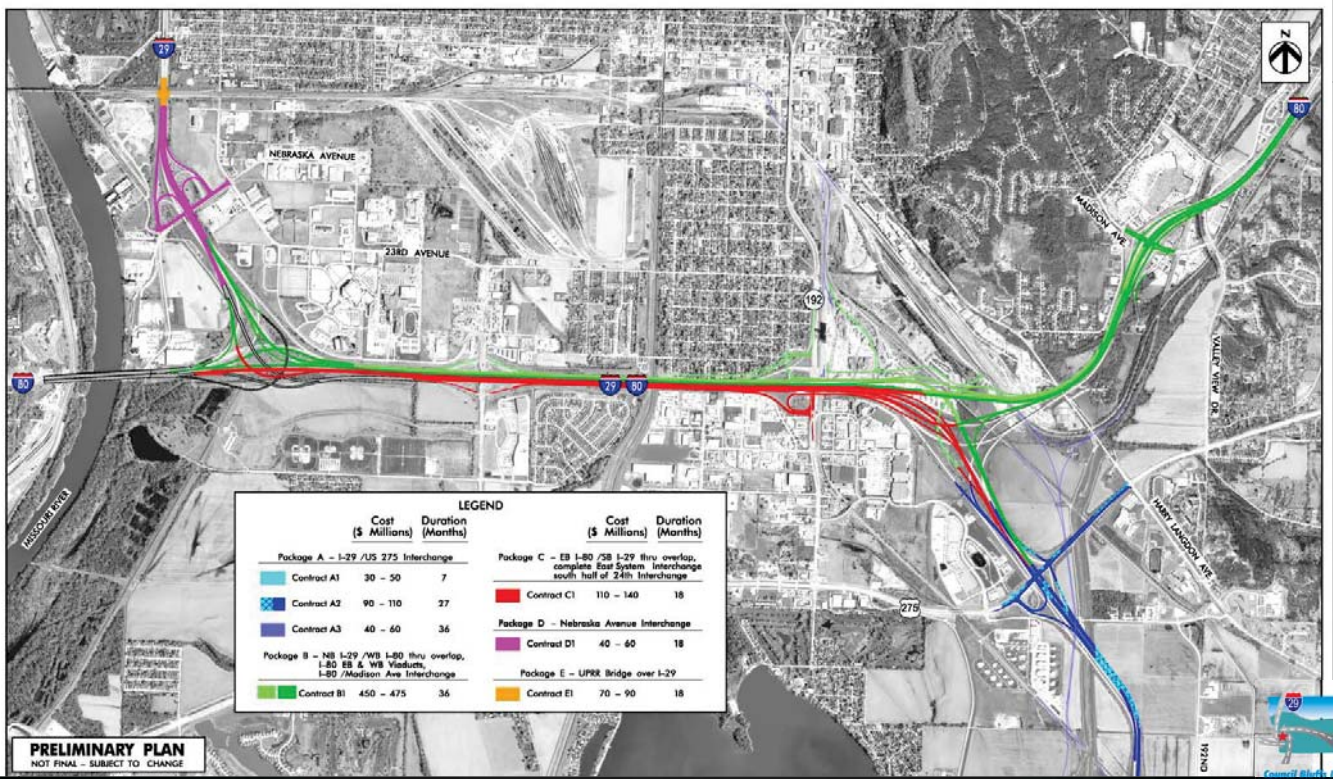 29
N
80
NEBRASKA AVENUE
MADISON AVE.
23RD AVENUE
192
VALLEY VIEW DR.
80
29
80
MISSOURI RIVER
HARRY LANGDON AVE.
275
192ND
LEGEND
Cost
($ Millions)
Duration
(Months)
Package A – I-29 /US 275 Interchange
Contract A1 30 – 50 7
Contract A2 90 – 110 27
Contract A3 40 – 60 36
Package B – NB I-29 /WB I-80 thru overlap,
I-80 EB & WB Viaducts,
I-80 /Madison Ave Interchange
Contract B1 450 – 475 36
Cost
($ Millions)
Duration
(Months)
Package C – EB I-80 /SB I-29 thru overlap,
complete East System Interchange
south half of 24th Interchange
Contract C1 110 – 140 18
Package D – Nebraska Avenue Interchange
Contract D1 40 – 60 18
Package E – UPRR Bridge over I-29
Contract E1 70 – 90 18
PRELIMINARY PLAN
NOT FINAL – SUBJECT TO CHANGE
29
Council Bluffs